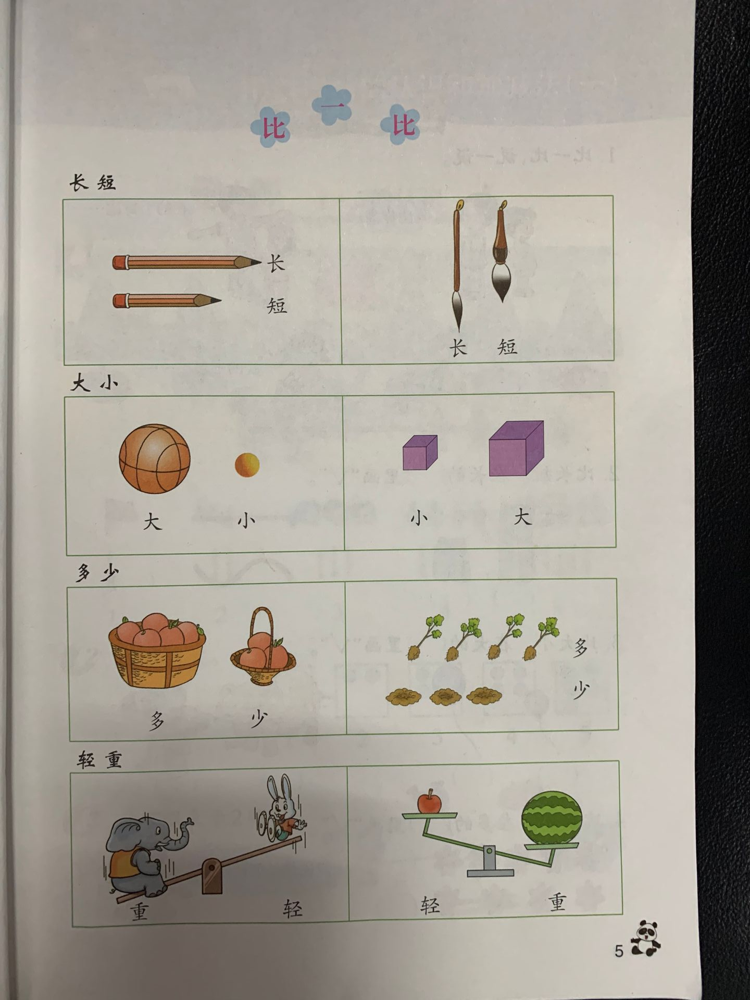 比一比
长 短
长
短
长 短
大 小
大 小 小 大
多 少
多
少
多 少
轻 重
重 轻 轻 重
5